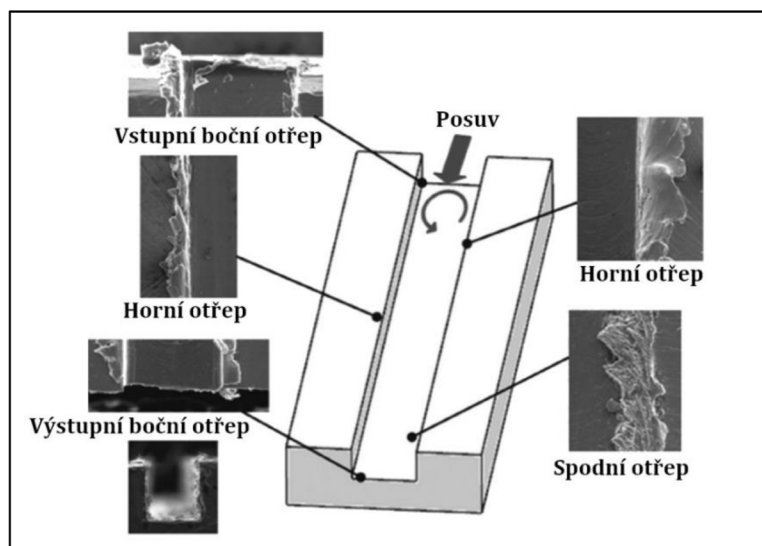 Vstupní boční otřep
Posuv
Horní otřep
Horní otřep
Výstupní boční otřep
Spodní otřep